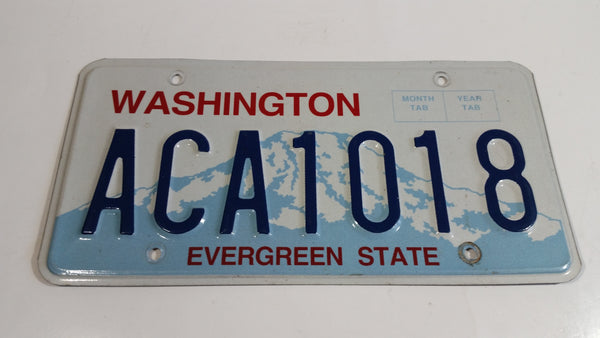 WASHINGTON
MONTH TAB
YEAR TAB
ACA1018
EVERGREEN STATE